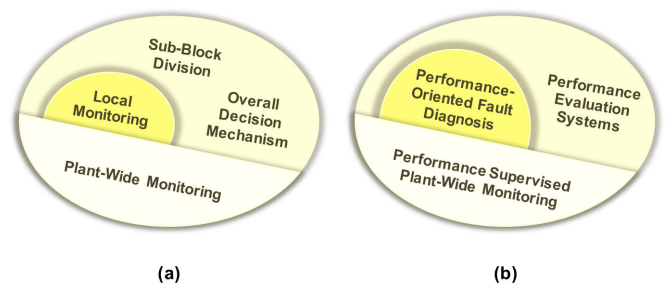 Sub-Block
Division
Local
Monitoring
Overall
Decision
Mechanism
Plant-Wide Monitoring
(a)
Performance-
Oriented Fault
Diagnosis
Performance
Evaluation
Systems
Performance Supervised
Plant-Wide Monitoring
(b)